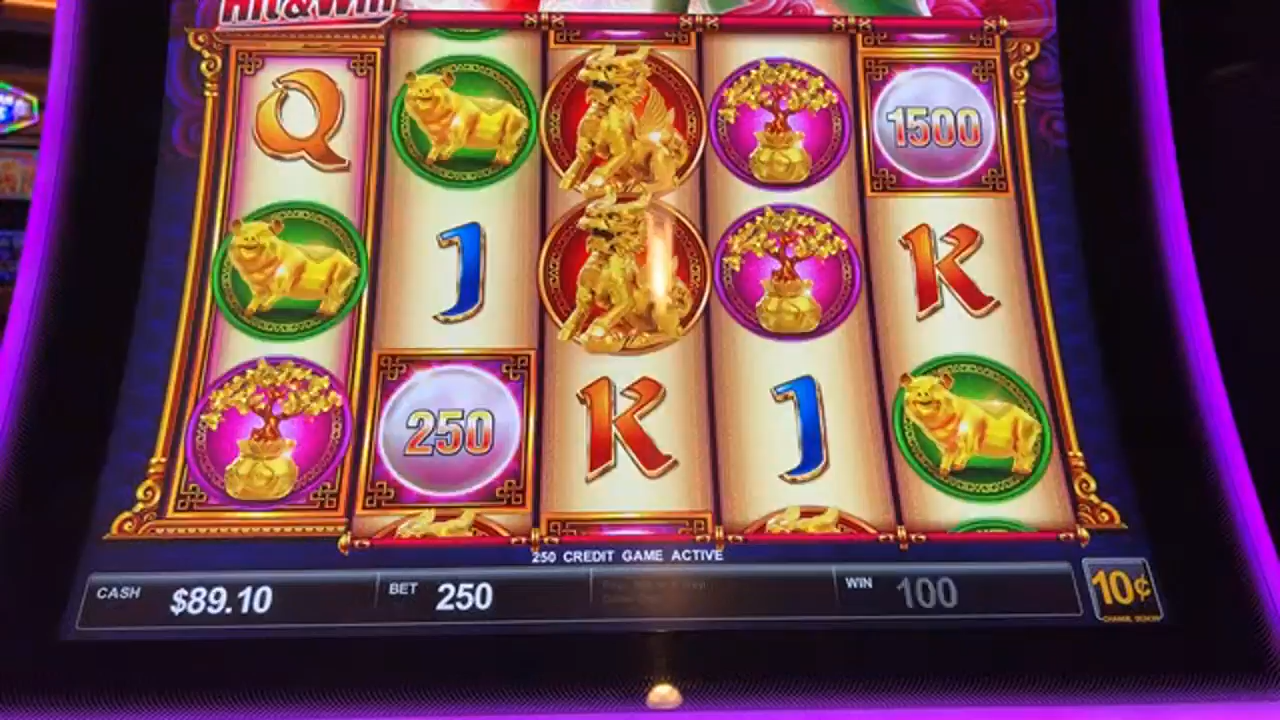 Hit&Win
Q
1500
J
K
250
K
J
250 CREDIT GAME ACTIVE
CASH $89.10 BET 250 WIN 100 10¢